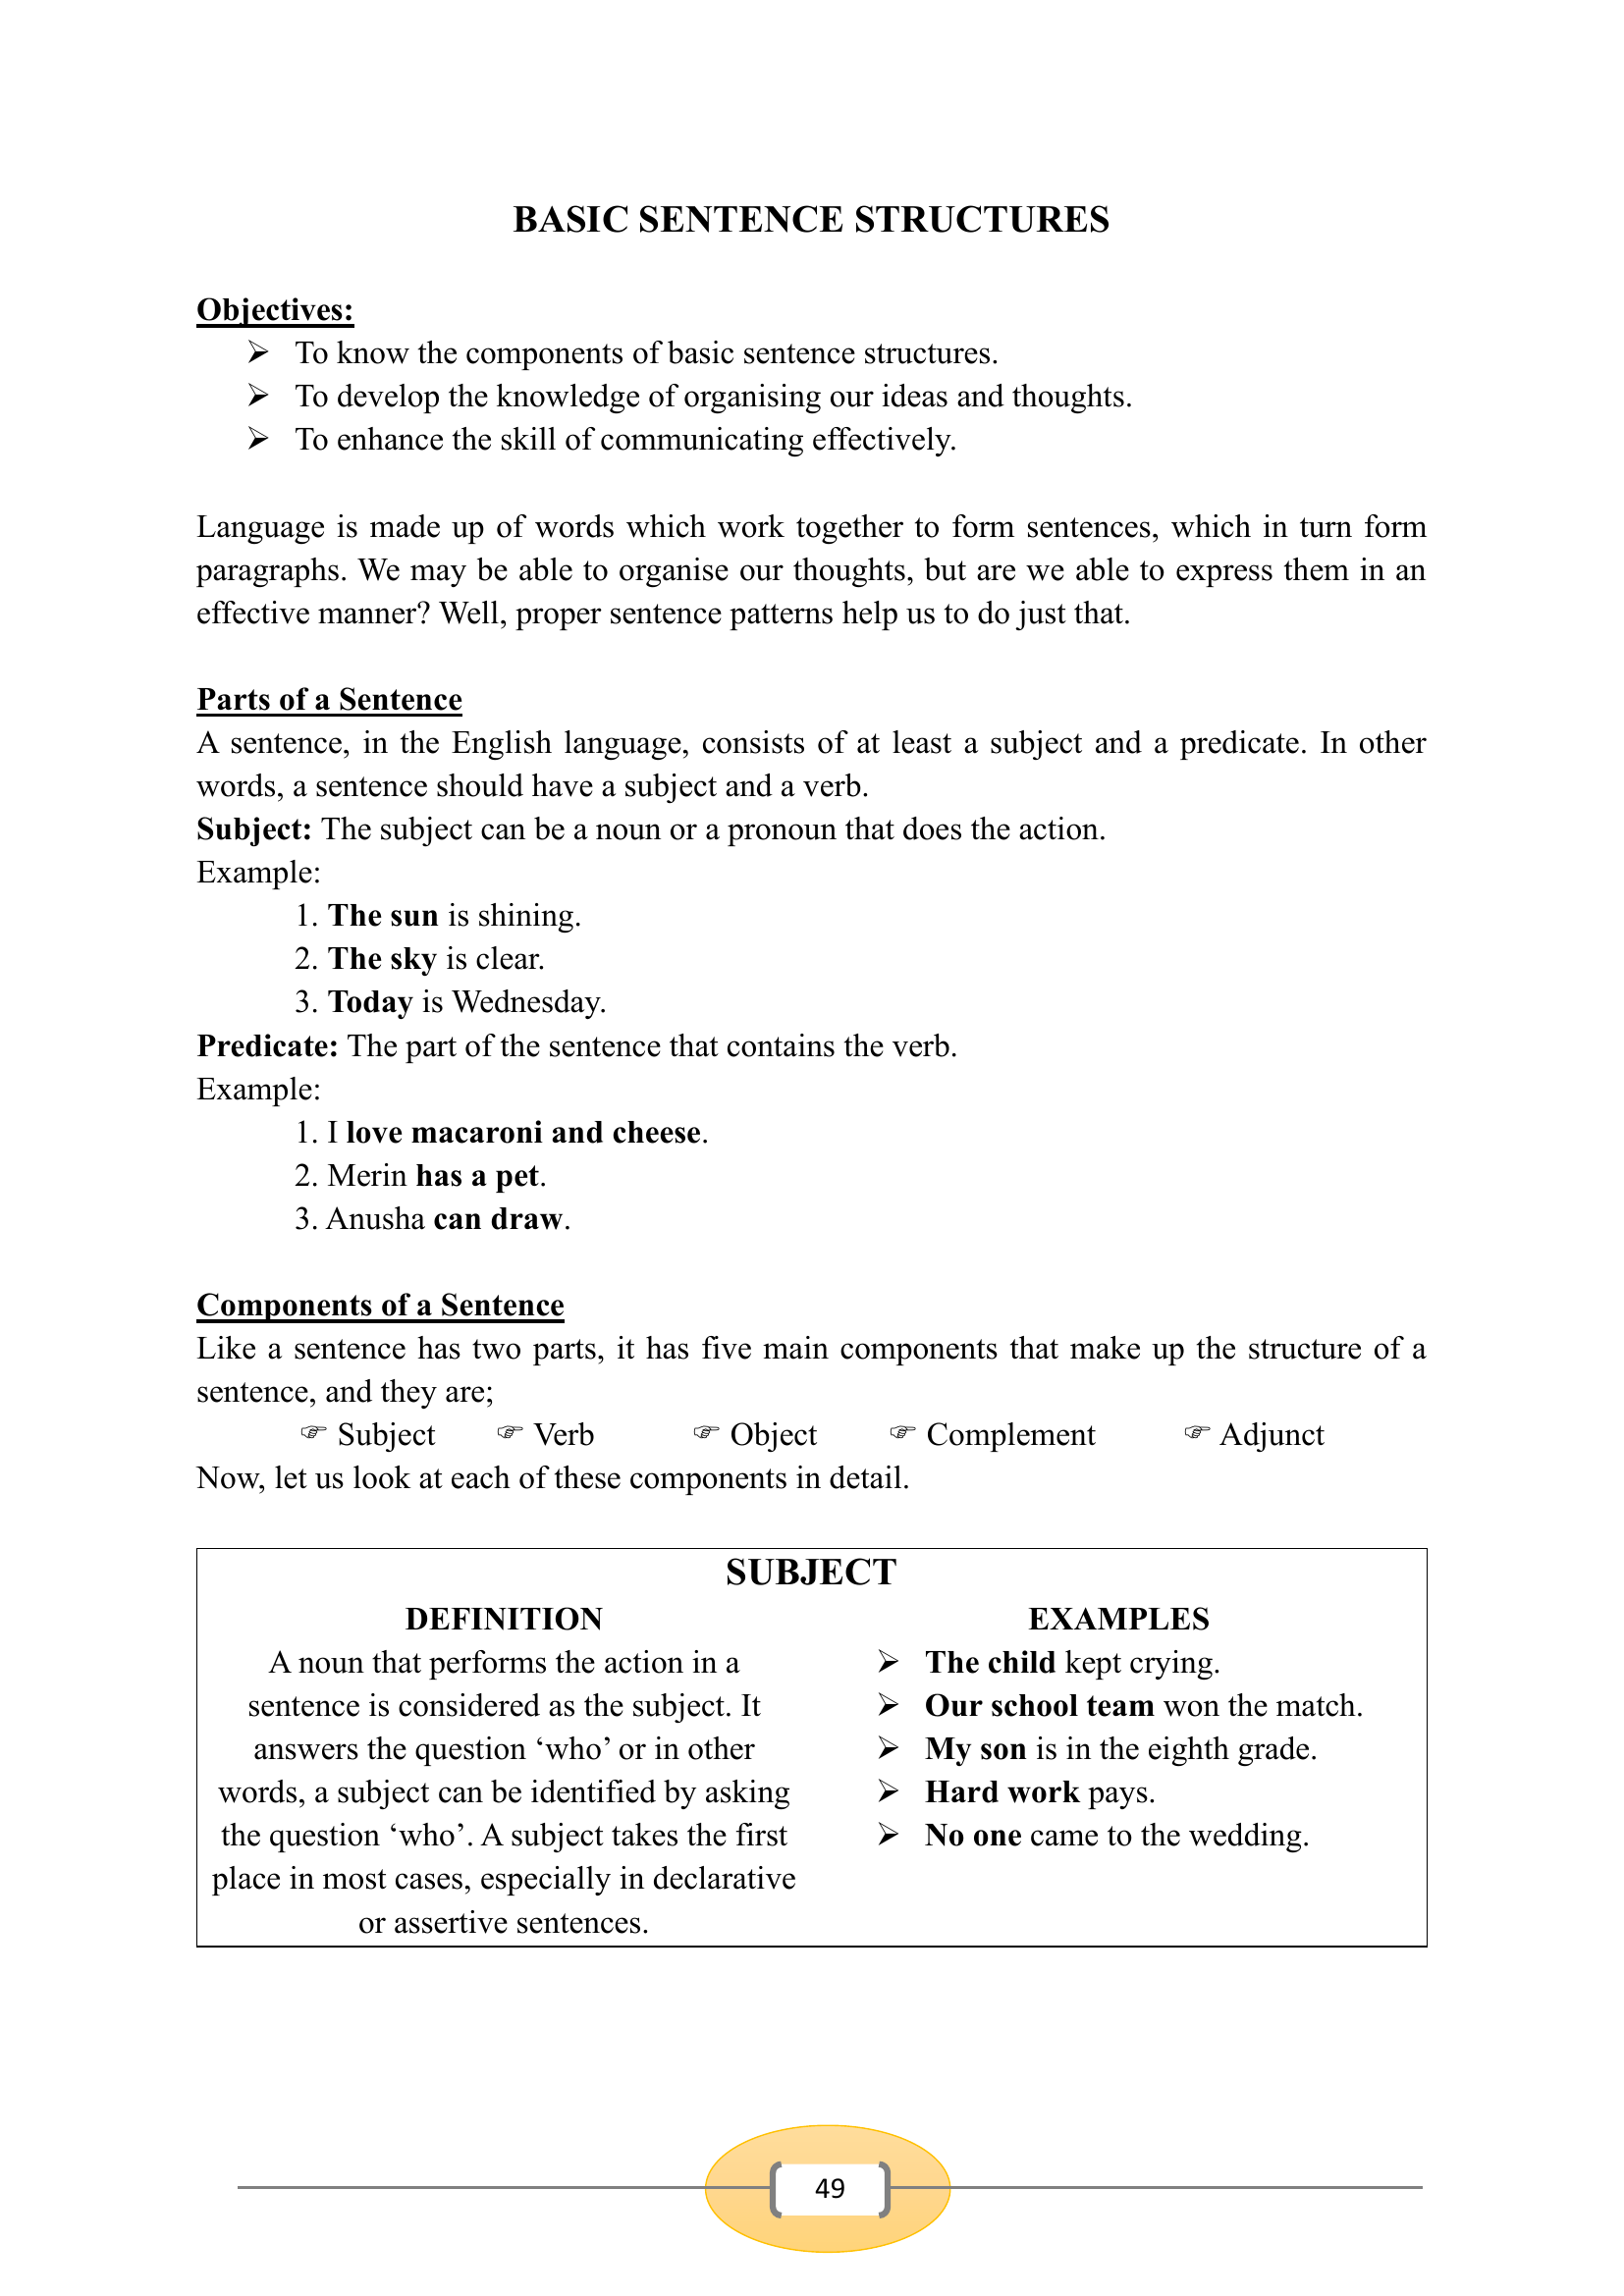 BASIC SENTENCE STRUCTURES
Objectives:
➢ To know the components of basic sentence structures.
➢ To develop the knowledge of organising our ideas and thoughts.
➢ To enhance the skill of communicating effectively.
Language is made up of words which work together to form sentences, which in turn form
paragraphs. We may be able to organise our thoughts, but are we able to express them in an
effective manner? Well, proper sentence patterns help us to do just that.
Parts of a Sentence
A sentence, in the English language, consists of at least a subject and a predicate. In other
words, a sentence should have a subject and a verb.
Subject: The subject can be a noun or a pronoun that does the action.
Example:
1. The sun is shining.
2. The sky is clear.
3. Today is Wednesday.
Predicate: The part of the sentence that contains the verb.
Example:
1. I love macaroni and cheese.
2. Merin has a pet.
3. Anusha can draw.
Components of a Sentence
Like a sentence has two parts, it has five main components that make up the structure of a
sentence, and they are;
☞ Subject ☞ Verb ☞ Object ☞ Complement ☞ Adjunct
Now, let us look at each of these components in detail.
SUBJECT
DEFINITION
A noun that performs the action in a
sentence is considered as the subject. It
answers the question ‘who’ or in other
words, a subject can be identified by asking
the question ‘who’. A subject takes the first
place in most cases, especially in declarative
or assertive sentences.
EXAMPLES
➢ The child kept crying.
➢ Our school team won the match.
➢ My son is in the eighth grade.
➢ Hard work pays.
➢ No one came to the wedding.
49